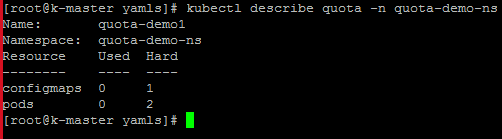 [root@k-master yamls]# kubectl describe quota -n quota-demo-ns
Name:       quota-demo1
Namespace:  quota-demo-ns
Resource    Used  Hard
--------    ----  ----
configmaps  0     1
pods        0     2
[root@k-master yamls]#